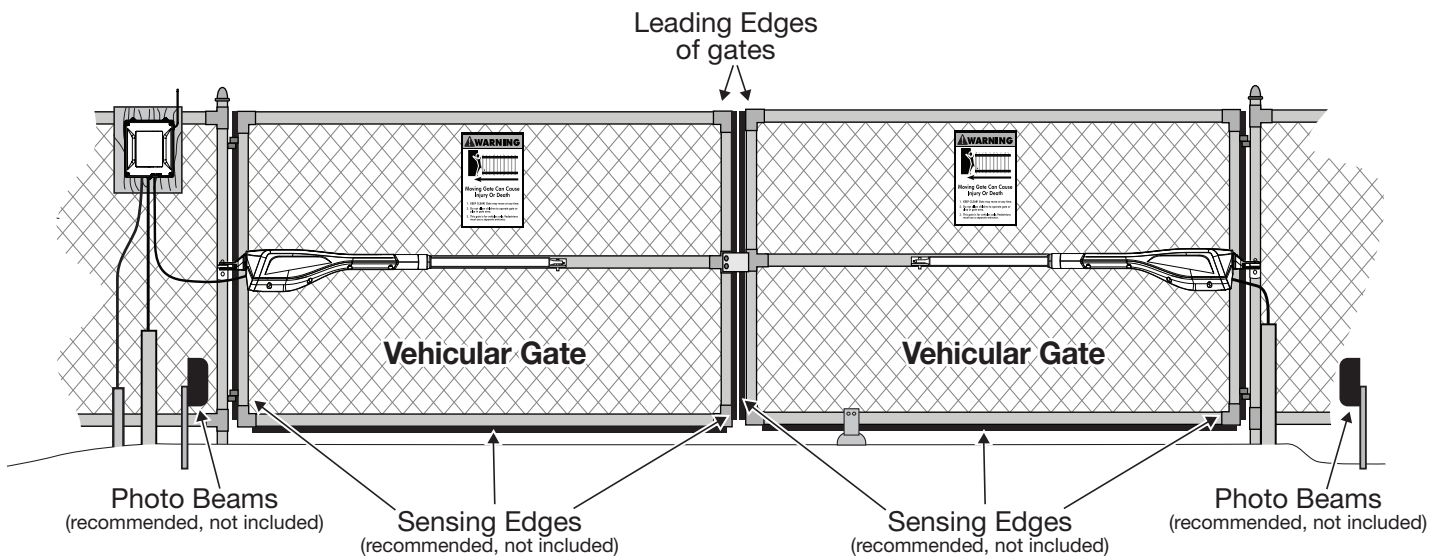 Leading Edges
of gates
WARNING
Moving Gate Can Cause
Injury Or Death
WARNING
Moving Gate Can Cause
Injury Or Death
Vehicular Gate
Vehicular Gate
Photo Beams
(recommended, not included)
Sensing Edges
(recommended, not included)
Sensing Edges
(recommended, not included)
Photo Beams
(recommended, not included)